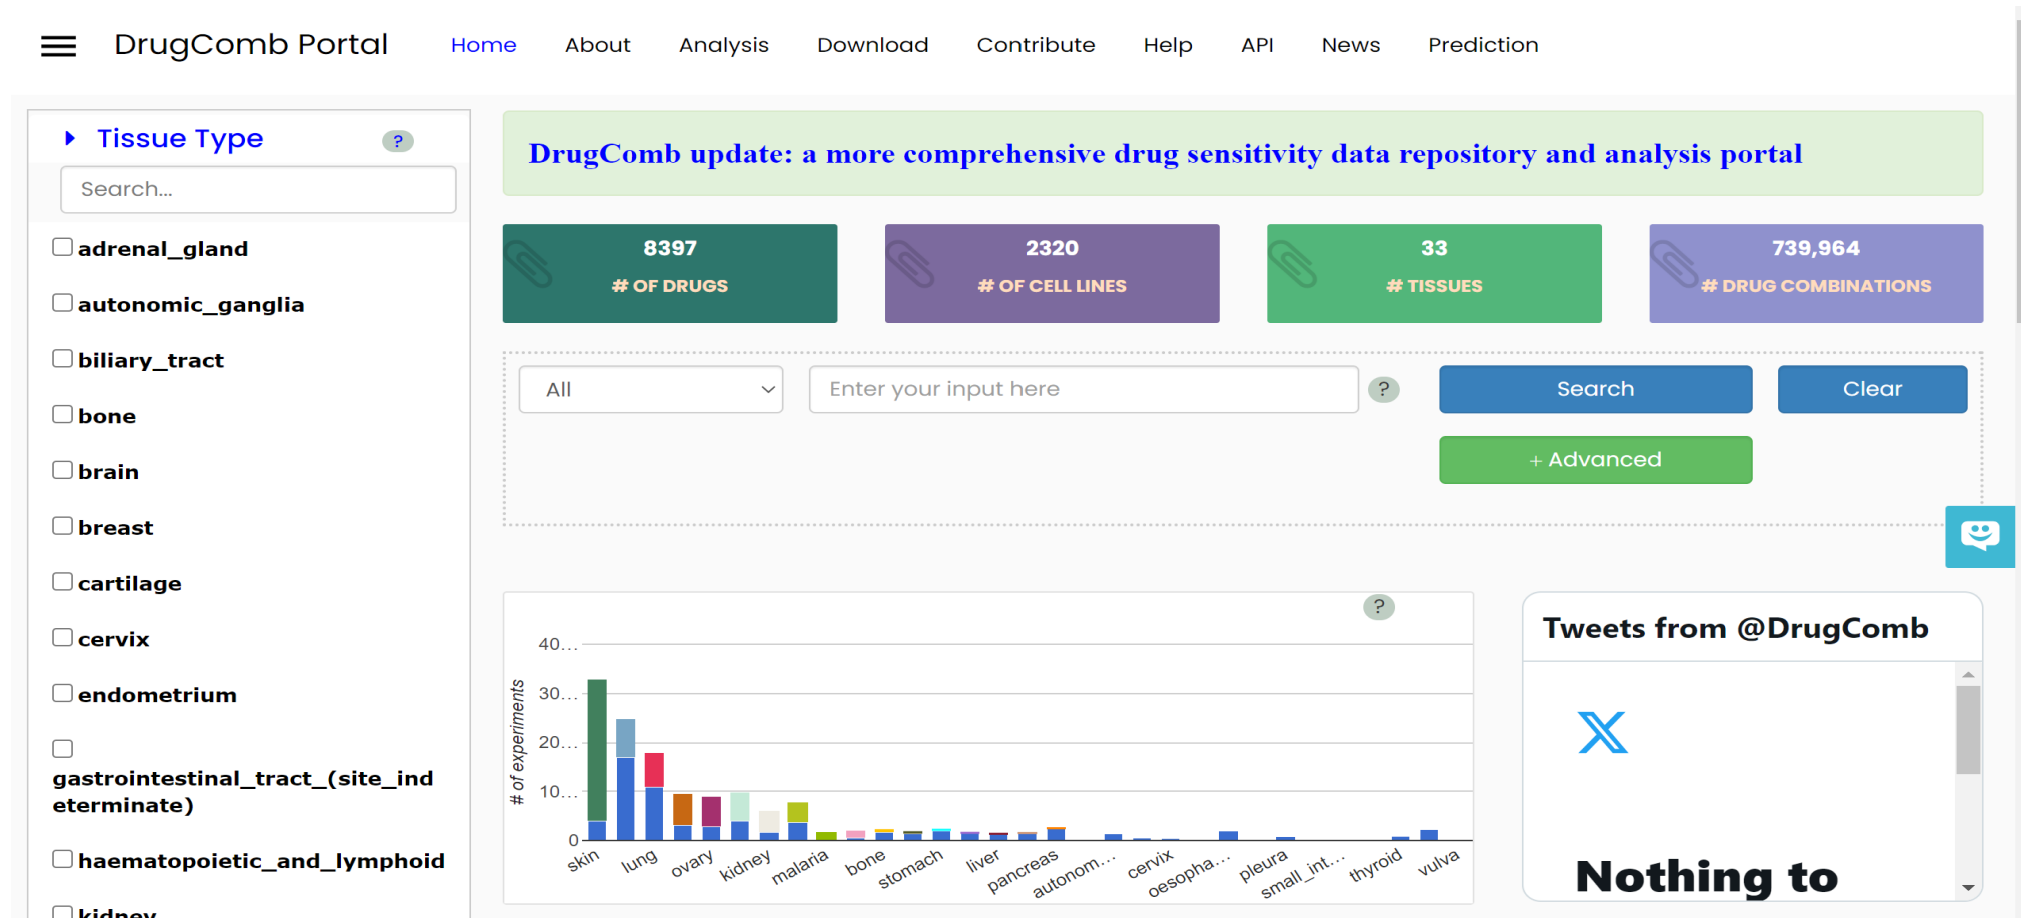 DrugComb Portal Home About Analysis Download Contribute Help API News Prediction
Tissue Type ?
Search...
adrenal_gland
autonomic_ganglia
biliary_tract
bone
brain
breast
cartilage
cervix
endometrium
gastrointestinal_tract_(site_ind
eterminate)
haematopoietic_and_lymphoid
kidney
DrugComb update: a more comprehensive drug sensitivity data repository and analysis portal
8397
# OF DRUGS
2320
# OF CELL LINES
33
# TISSUES
739,964
# DRUG COMBINATIONS
All
Enter your input here
?
Search
Clear
+ Advanced
?
# of experiments
40...
30...
20...
10...
0
skin
lung
ovary
kidney
malaria
bone
stomach
liver
pancreas
autonom...
cervix
oesopha...
pleura
small_int...
thyroid
vulva
Tweets from @DrugComb
Nothing to